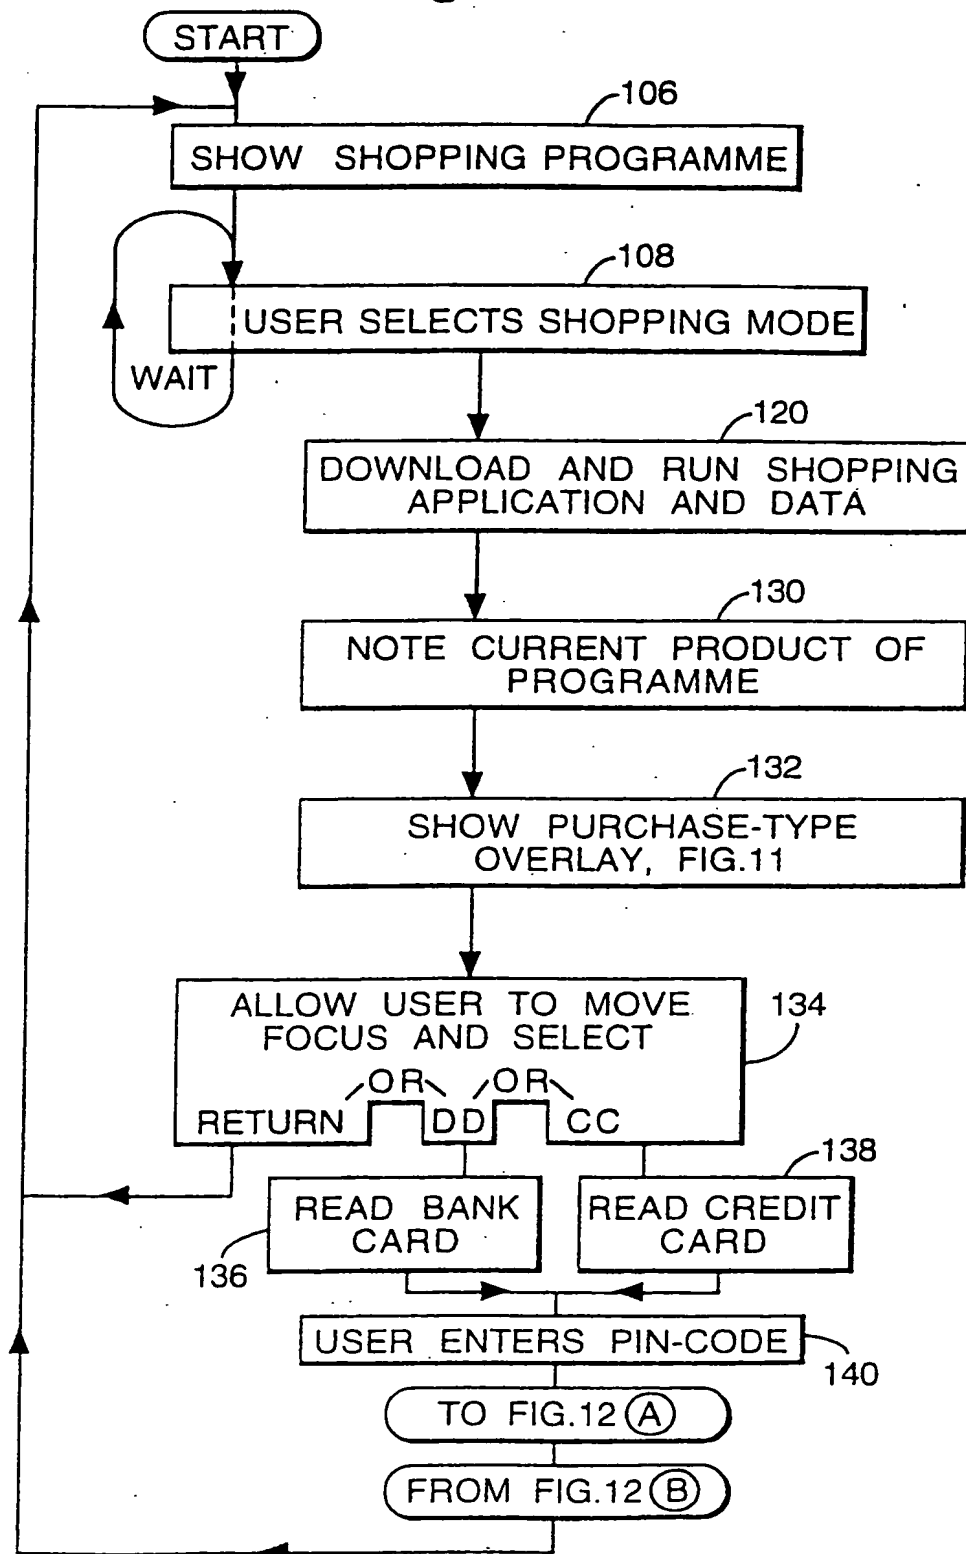 START
106
SHOW SHOPPING PROGRAMME
108
USER SELECTS SHOPPING MODE
WAIT
120
DOWNLOAD AND RUN SHOPPING
APPLICATION AND DATA
130
NOTE CURRENT PRODUCT OF
PROGRAMME
132
SHOW PURCHASE-TYPE
OVERLAY, FIG.11
134
ALLOW USER TO MOVE
FOCUS AND SELECT
OR OR
RETURN DD CC
138
READ BANK
CARD
READ CREDIT
CARD
136
USER ENTERS PIN-CODE
140
TO FIG.12 A
FROM FIG.12 B